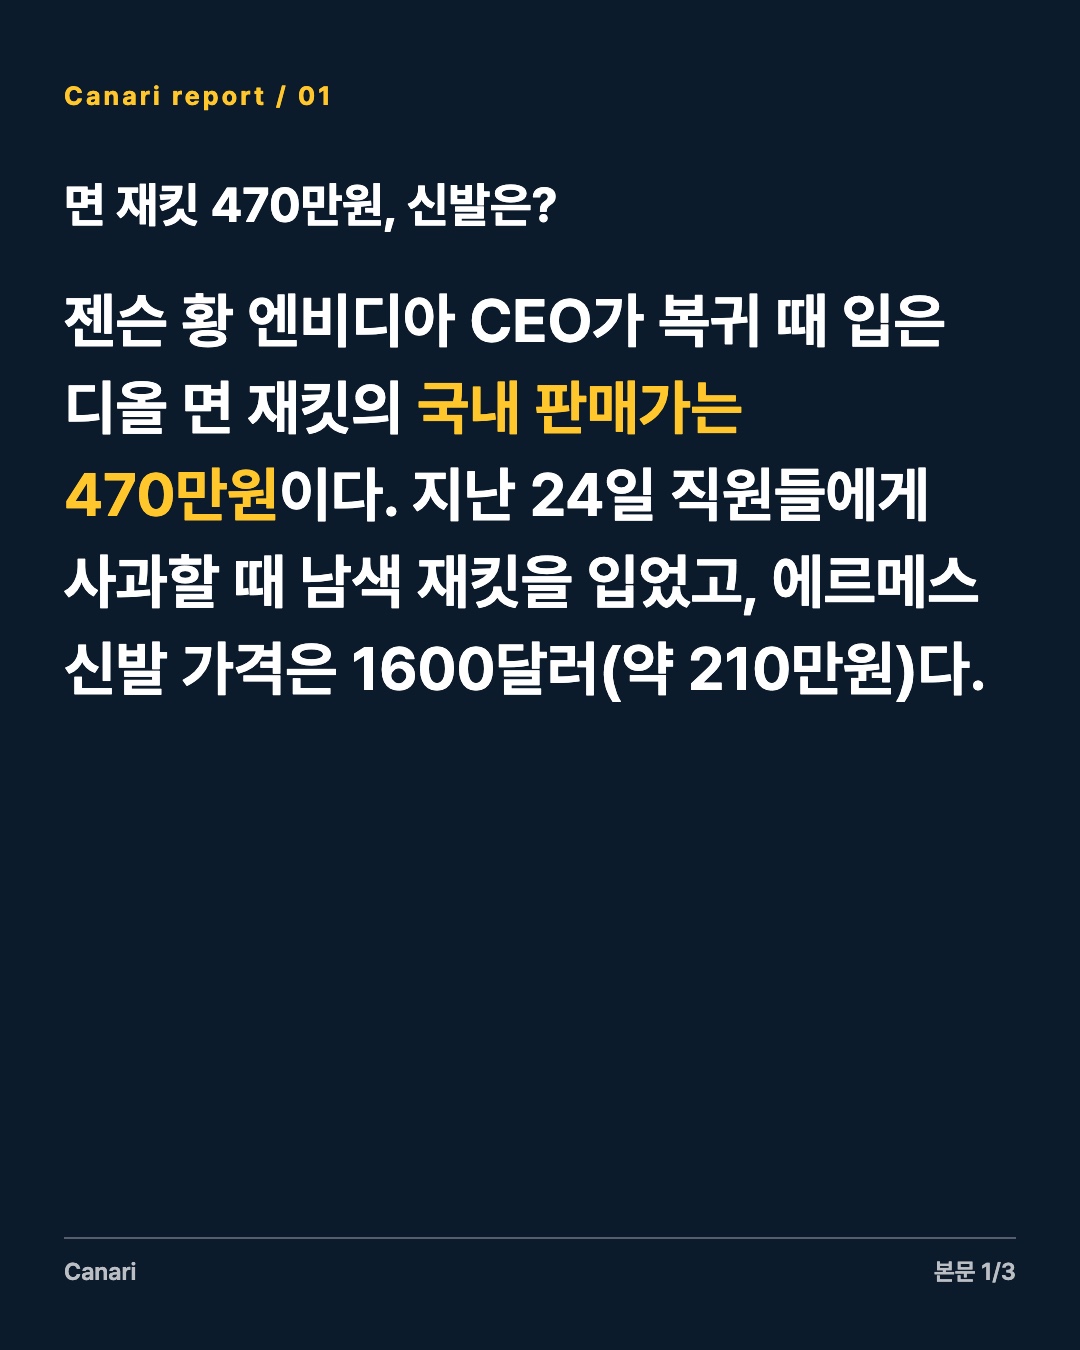 Canari report / 01
면 재킷 470만원, 신발은?
젠슨 황 엔비디아 CEO가 복귀 때 입은
디올 면 재킷의 국내 판매가는
470만원이다. 지난 24일 직원들에게
사과할 때 남색 재킷을 입었고, 에르메스
신발 가격은 1600달러(약 210만원)다.
Canari
본문 1/3